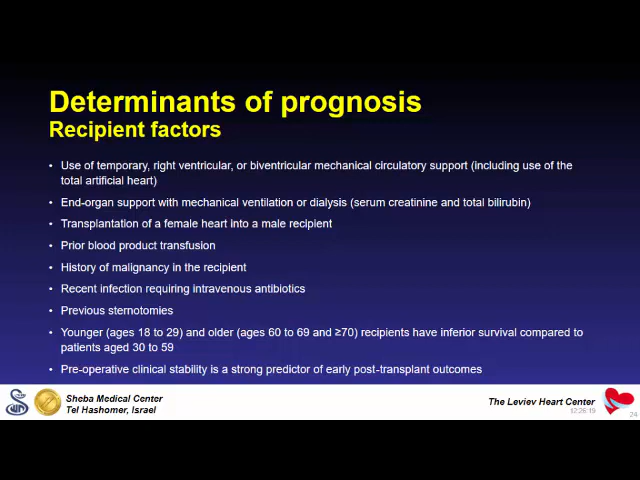 Determinants of prognosis
Recipient factors
• Use of temporary, right ventricular, or biventricular mechanical circulatory support (including use of the
total artificial heart)
• End-organ support with mechanical ventilation or dialysis (serum creatinine and total bilirubin)
• Transplantation of a female heart into a male recipient
• Prior blood product transfusion
• History of malignancy in the recipient
• Recent infection requiring intravenous antibiotics
• Previous sternotomies
• Younger (ages 18 to 29) and older (ages 60 to 69 and ≥70) recipients have inferior survival compared to
patients aged 30 to 59
• Pre-operative clinical stability is a strong predictor of early post-transplant outcomes
Sheba Medical Center
Tel Hashomer, Israel
The Leviev Heart Center
12:26:19
24